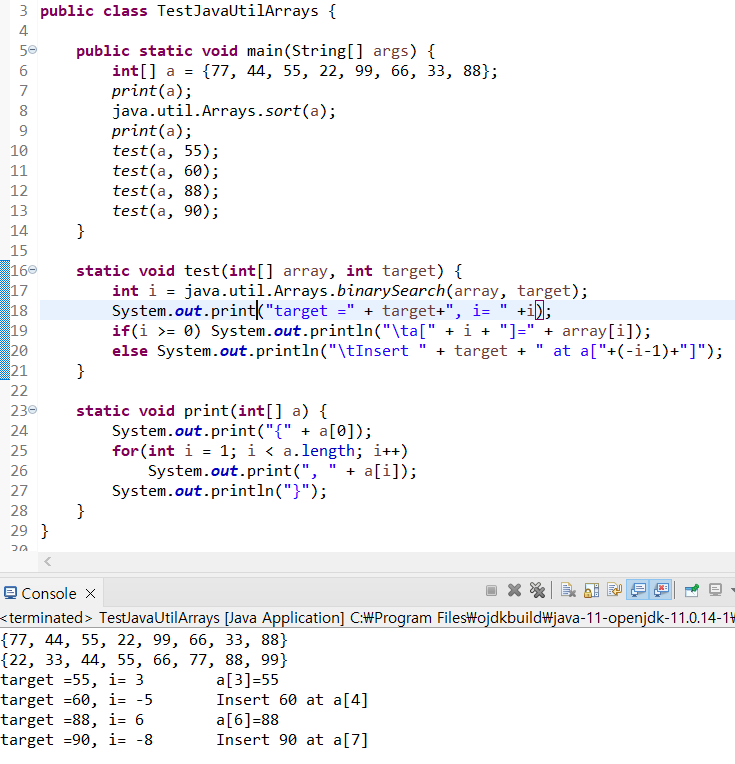 3 public class TestJavaUtilArrays {
4
5 public static void main(String[] args) {
6 int[] a = {77, 44, 55, 22, 99, 66, 33, 88};
7 print(a);
8 java.util.Arrays.sort(a);
9 print(a);
10 test(a, 55);
11 test(a, 60);
12 test(a, 88);
13 test(a, 90);
14 }
15
16 static void test(int[] array, int target) {
17 int i = java.util.Arrays.binarySearch(array, target);
18 System.out.print("target =" + target+", i= " +i);
19 if(i >= 0) System.out.println("\ta[" + i + "]=" + array[i]);
20 else System.out.println("\tInsert " + target + " at a["+(-i-1)+"]");
21 }
22
23 static void print(int[] a) {
24 System.out.print("{" + a[0]);
25 for(int i = 1; i < a.length; i++)
26 System.out.print(", " + a[i]);
27 System.out.println("}");
28 }
29 }
30
Console
<terminated> TestJavaUtilArrays [Java Application] C:₩Program Files₩ojdkbuild₩java-11-openjdk-11.0.14-1₩
{77, 44, 55, 22, 99, 66, 33, 88}
{22, 33, 44, 55, 66, 77, 88, 99}
target =55, i= 3 a[3]=55
target =60, i= -5 Insert 60 at a[4]
target =88, i= 6 a[6]=88
target =90, i= -8 Insert 90 at a[7]